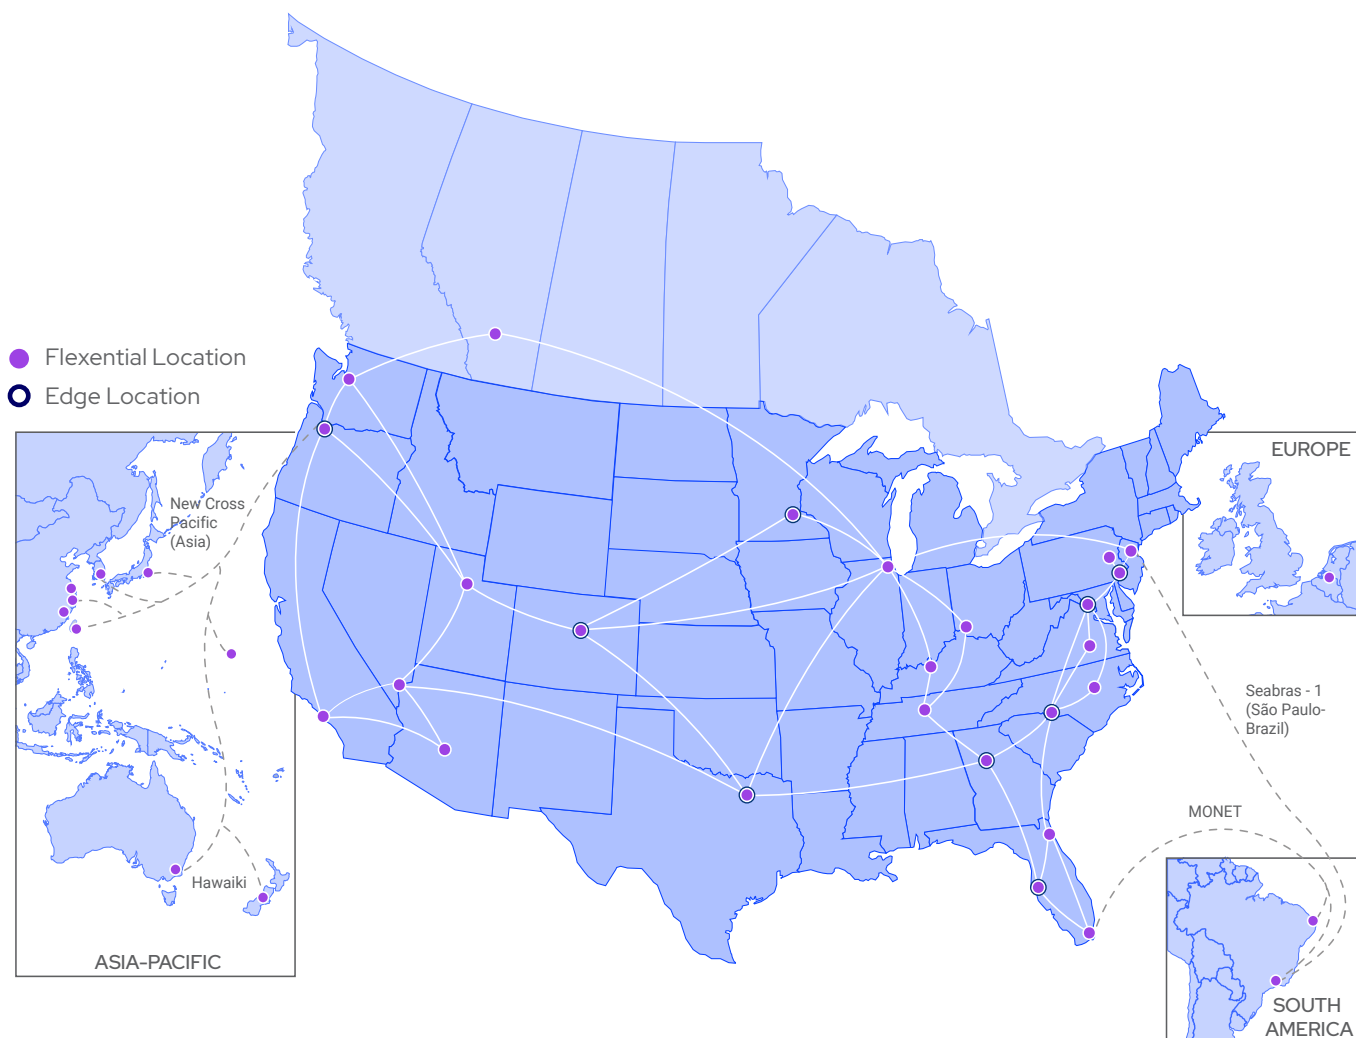 Flexential Location
Edge Location
New Cross
Pacific
(Asia)
Hawaiki
ASIA-PACIFIC
EUROPE
Seabras - 1
(São Paulo-
Brazil)
MONET
SOUTH
AMERICA